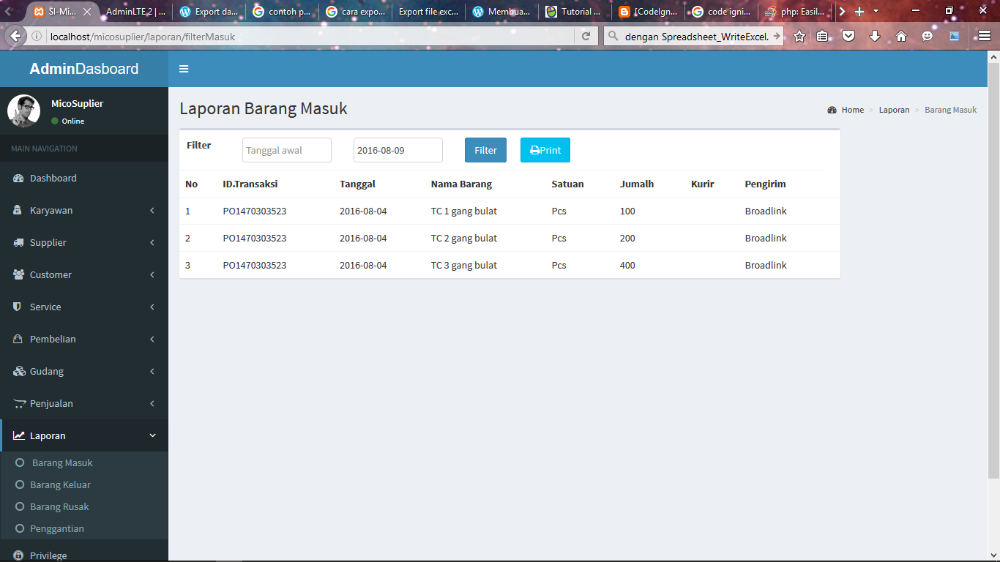 SI-Mi... AdminLTE 2 | ... Export da... contoh p... cara expo... Export file exc... Membua... Tutorial ... [CodeIgn... code igni... php: Easil...
localhost/micosuplier/laporan/filterMasuk dengan Spreadsheet_WriteExcel.
AdminDasboard
MicoSuplier
Online
MAIN NAVIGATION
Dashboard
Karyawan
Supplier
Customer
Service
Pembelian
Gudang
Penjualan
Laporan
Barang Masuk
Barang Keluar
Barang Rusak
Penggantian
Privilege
Laporan Barang Masuk
Home > Laporan > Barang Masuk
Filter Tanggal awal 2016-08-09 Filter Print
No ID.Transaksi Tanggal Nama Barang Satuan Jumalh Kurir Pengirim
1 PO1470303523 2016-08-04 TC 1 gang bulat Pcs 100 Broadlink
2 PO1470303523 2016-08-04 TC 2 gang bulat Pcs 200 Broadlink
3 PO1470303523 2016-08-04 TC 3 gang bulat Pcs 400 Broadlink